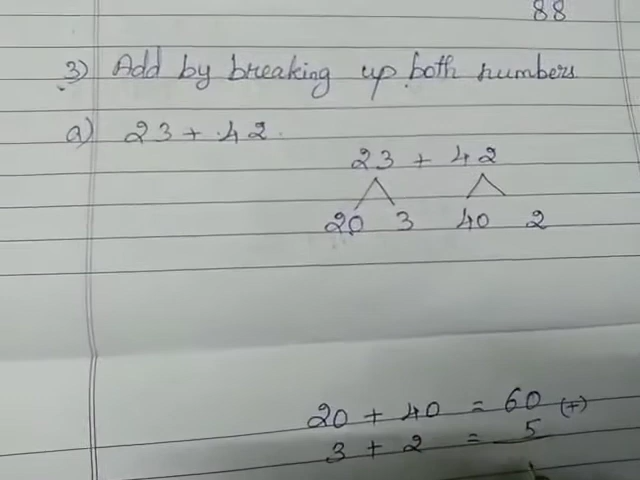 88
3) Add by breaking up both numbers
a) 23 + 42.
23 + 42
20 3 40 2
20 + 40 = 60 (+)
3 + 2 = 5